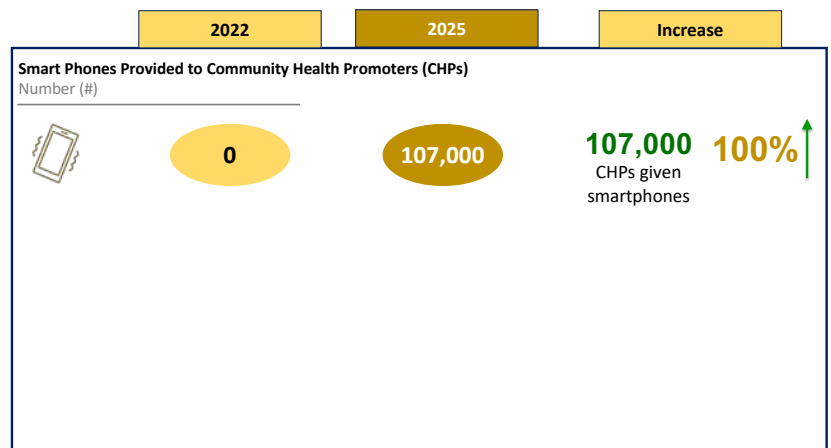 2022
2025
Increase
Smart Phones Provided to Community Health Promoters (CHPs)
Number (#)
0
107,000
107,000
CHPs given
smartphones
100%